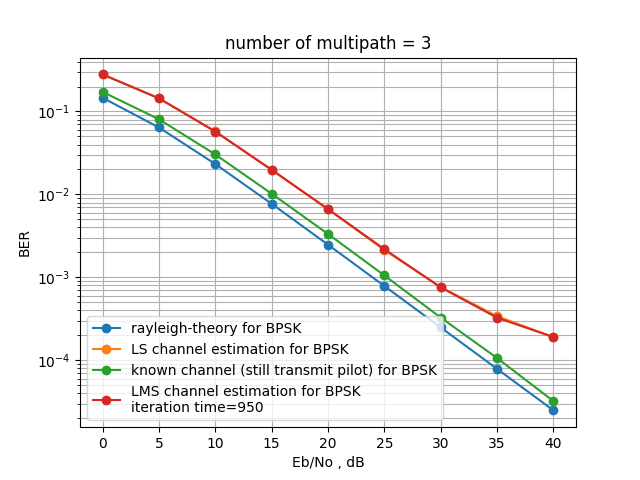 number of multipath = 3
BER
10⁻¹
10⁻²
10⁻³
10⁻⁴
rayleigh-theory for BPSK
LS channel estimation for BPSK
known channel (still transmit pilot) for BPSK
LMS channel estimation for BPSK
iteration time=950
0 5 10 15 20 25 30 35 40
Eb/No , dB